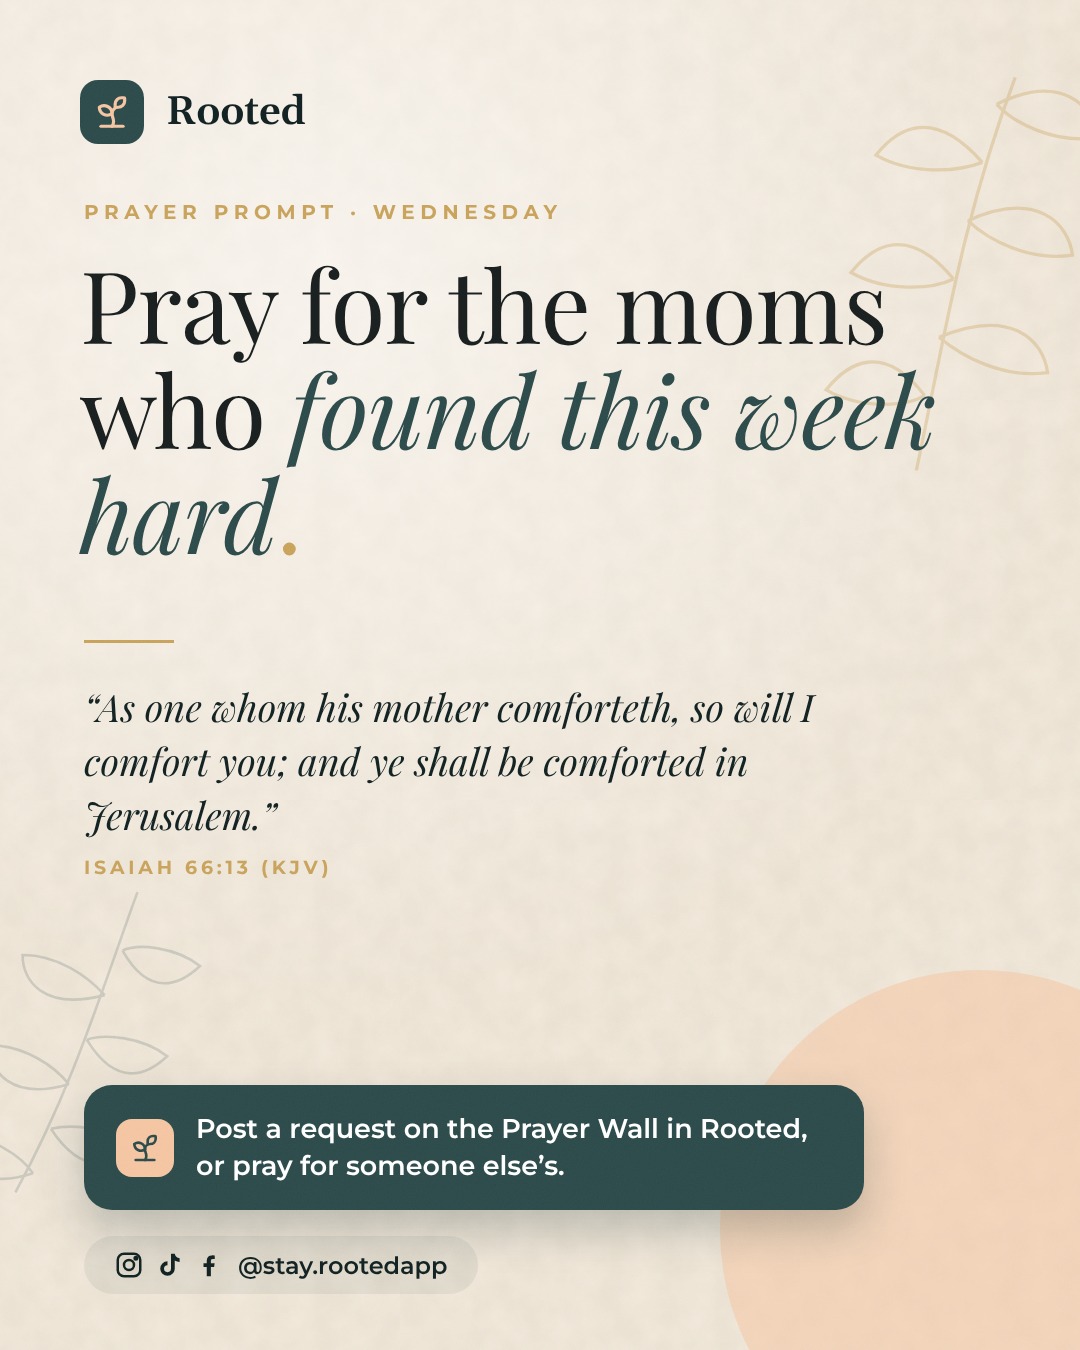 Rooted
PRAYER PROMPT · WEDNESDAY
Pray for the moms
who found this week
hard.
“As one whom his mother comforteth, so will I
comfort you; and ye shall be comforted in
Jerusalem.”
ISAIAH 66:13 (KJV)
Post a request on the Prayer Wall in Rooted,
or pray for someone else’s.
@stay.rootedapp